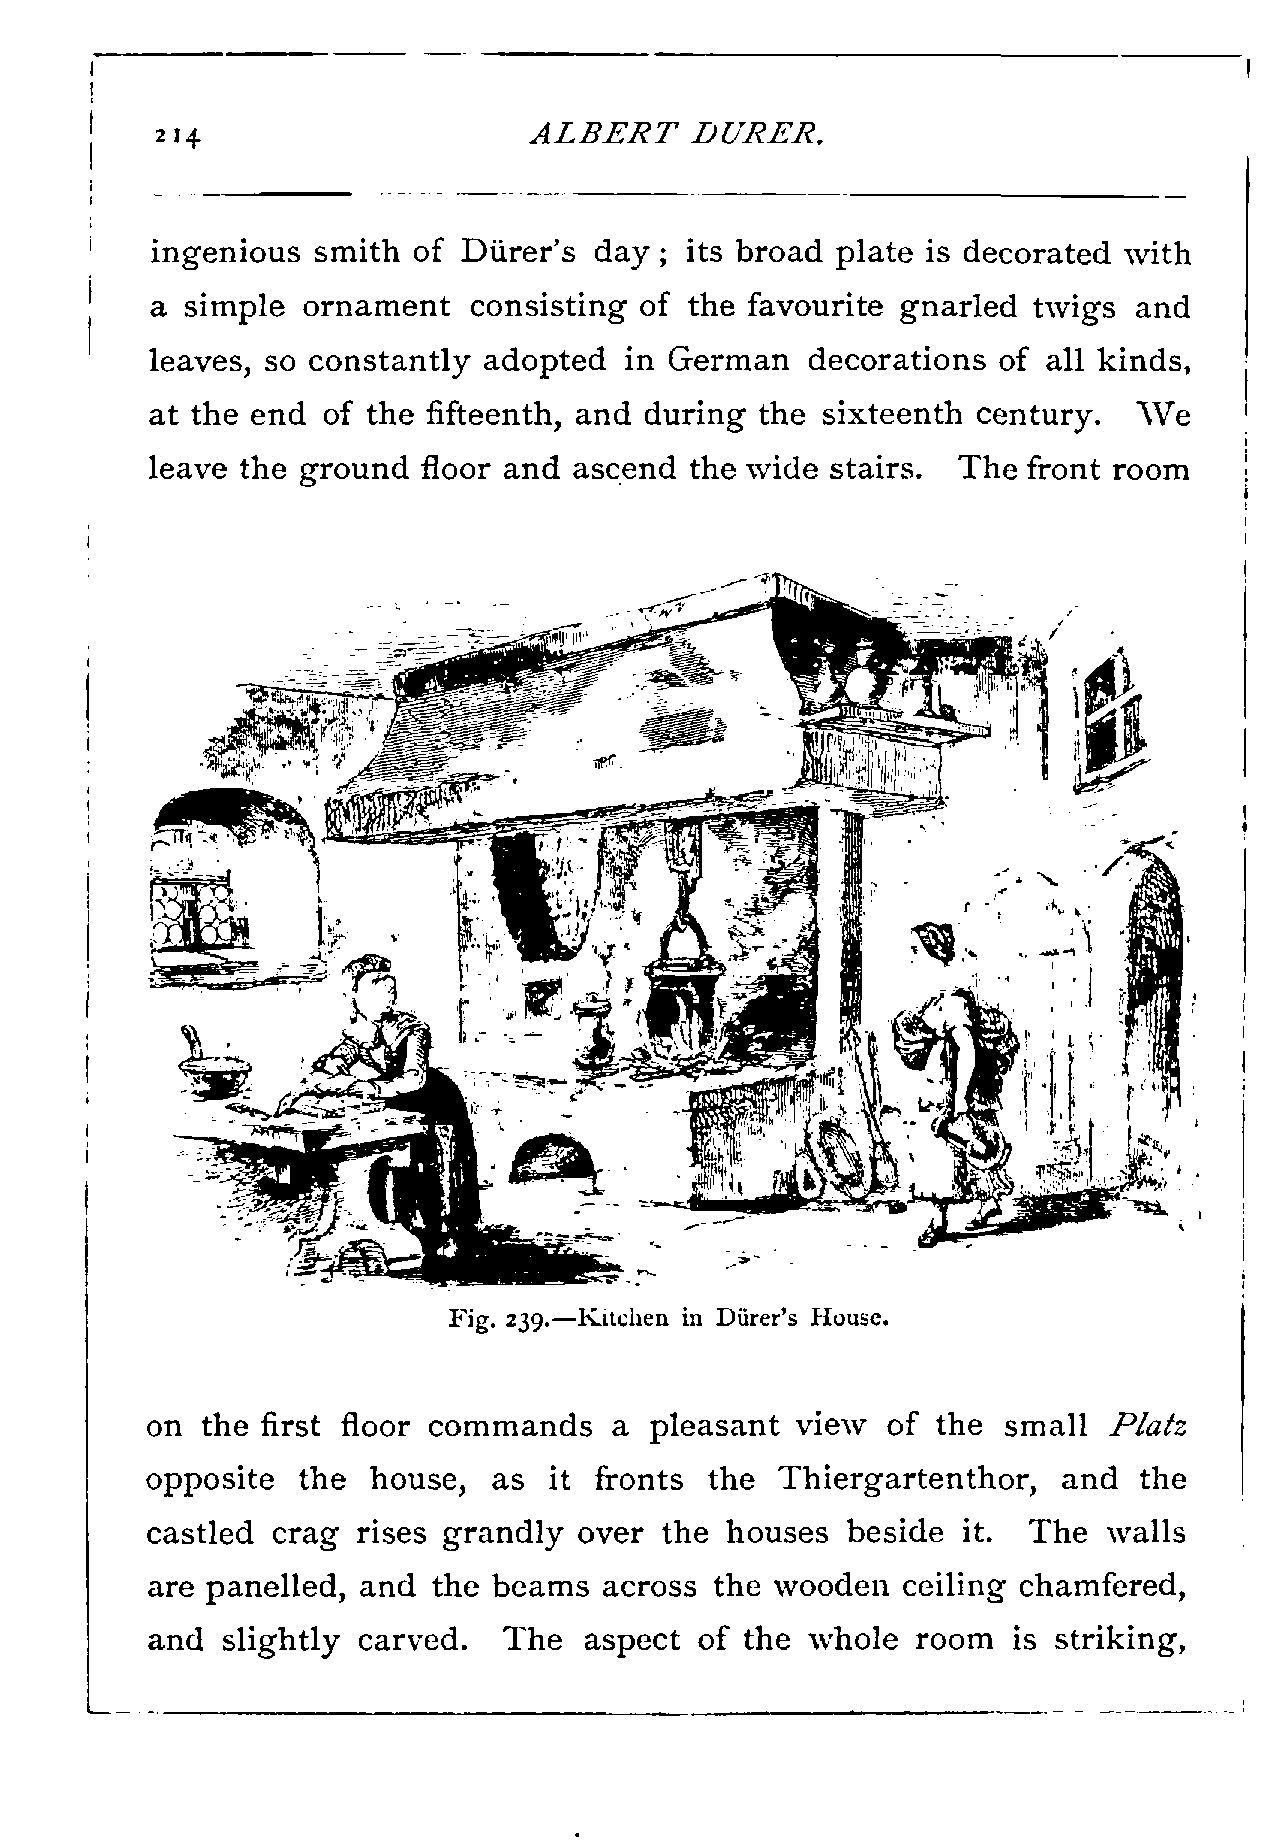 214
ALBERT DURER.
ingenious smith of Dürer's day ; its broad plate is decorated with
a simple ornament consisting of the favourite gnarled twigs and
leaves, so constantly adopted in German decorations of all kinds,
at the end of the fifteenth, and during the sixteenth century. We
leave the ground floor and ascend the wide stairs. The front room
Fig. 239.—Kitchen in Dürer's House.
on the first floor commands a pleasant view of the small Platz
opposite the house, as it fronts the Thiergartenthor, and the
castled crag rises grandly over the houses beside it. The walls
are panelled, and the beams across the wooden ceiling chamfered,
and slightly carved. The aspect of the whole room is striking,